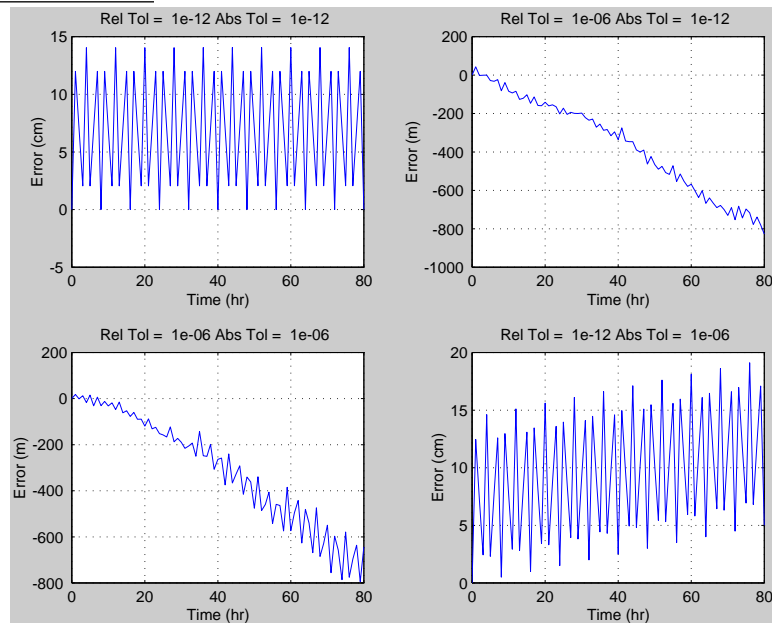 Rel Tol = 1e-12 Abs Tol = 1e-12
15
10
5
0
-5
Error (cm)
0 20 40 60 80
Time (hr)
Rel Tol = 1e-06 Abs Tol = 1e-12
200
0
-200
-400
-600
-800
-1000
Error (m)
0 20 40 60 80
Time (hr)
Rel Tol = 1e-06 Abs Tol = 1e-06
200
0
-200
-400
-600
-800
Error (m)
0 20 40 60 80
Time (hr)
Rel Tol = 1e-12 Abs Tol = 1e-06
20
15
10
5
0
Error (cm)
0 20 40 60 80
Time (hr)